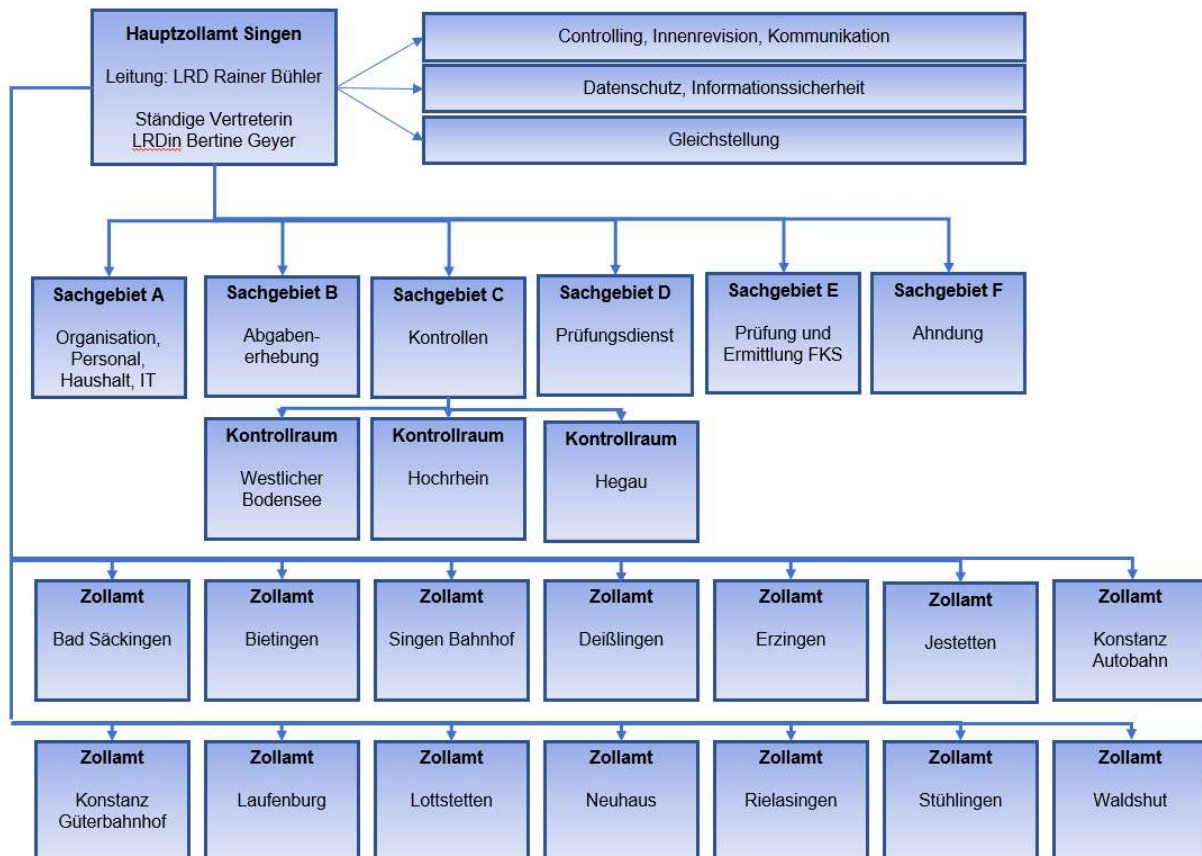 Hauptzollamt Singen
Leitung: LRD Rainer Bühler
Ständige Vertreterin
LRDin Bertine Geyer
Controlling, Innenrevision, Kommunikation
Datenschutz, Informationssicherheit
Gleichstellung
Sachgebiet A
Organisation,
Personal,
Haushalt, IT
Sachgebiet B
Abgaben-
erhebung
Sachgebiet C
Kontrollen
Sachgebiet D
Prüfungsdienst
Sachgebiet E
Prüfung und
Ermittlung FKS
Sachgebiet F
Ahndung
Kontrollraum
Westlicher
Bodensee
Kontrollraum
Hochrhein
Kontrollraum
Hegau
Zollamt
Bad Säckingen
Zollamt
Bietingen
Zollamt
Singen Bahnhof
Zollamt
Deißlingen
Zollamt
Erzingen
Zollamt
Jestetten
Zollamt
Konstanz
Autobahn
Zollamt
Konstanz
Güterbahnhof
Zollamt
Laufenburg
Zollamt
Lottstetten
Zollamt
Neuhaus
Zollamt
Rielasingen
Zollamt
Stühlingen
Zollamt
Waldshut